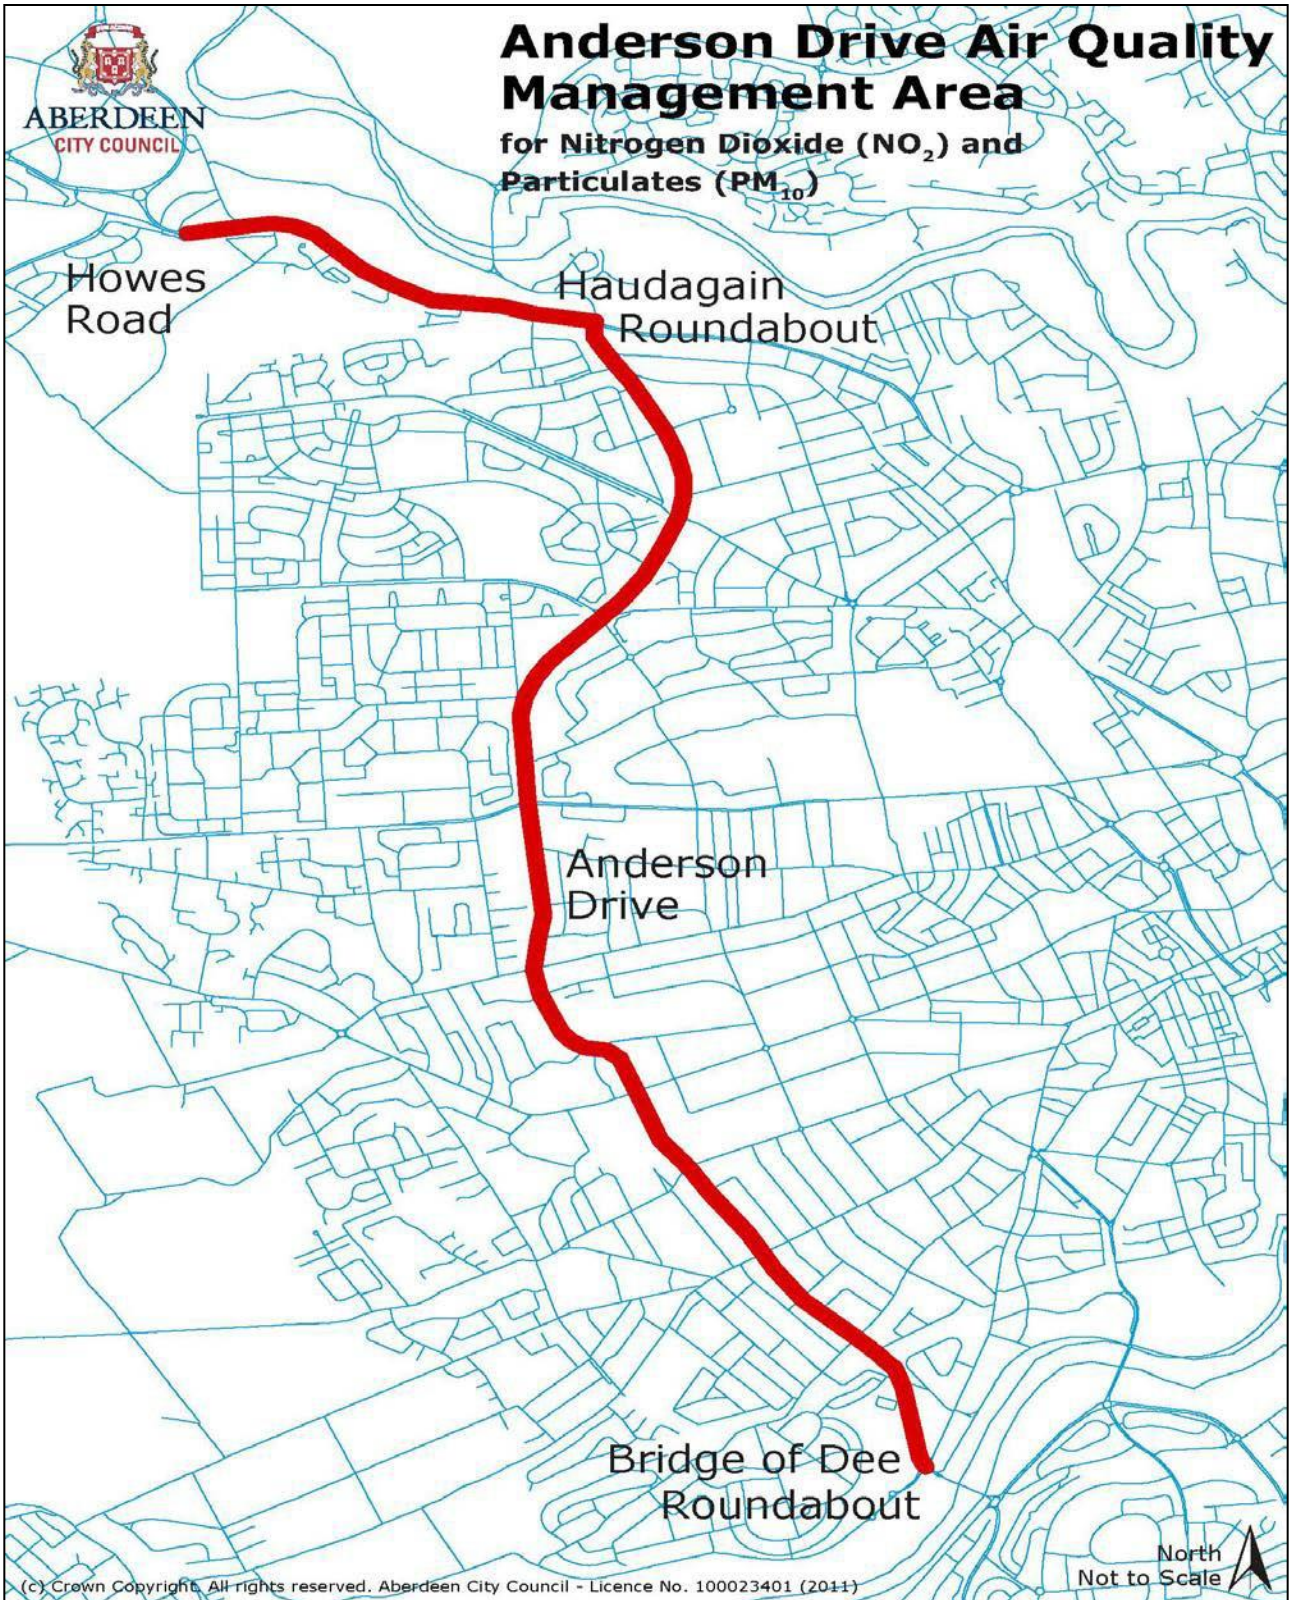 ABERDEEN
CITY COUNCIL
Anderson Drive Air Quality
Management Area
for Nitrogen Dioxide (NO₂) and
Particulates (PM₁₀)
Howes
Road
Haudagain
Roundabout
Anderson
Drive
Bridge of Dee
Roundabout
North
Not to Scale
(c) Crown Copyright. All rights reserved. Aberdeen City Council - Licence No. 100023401 (2011)